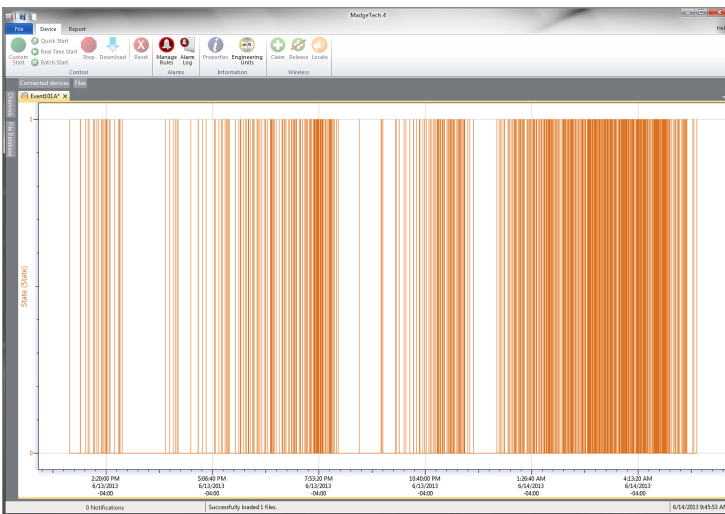 MadgeTech 4
File Device Report Hel
Custom Start
Quick Start
Real Time Start
Batch Start
Stop Download Reset Manage Rules Alarm Log Properties Engineering Units Claim Release Locate
Control Alarms Information Wireless
Connected devices Files
Channels
File Database
Event101A* X
1
State (State)
0
2:20:00 PM 5:06:40 PM 7:53:20 PM 10:40:00 PM 1:26:40 AM 4:13:20 AM
6/13/2013 6/13/2013 6/13/2013 6/13/2013 6/14/2013 6/14/2013
-04:00 -04:00 -04:00 -04:00 -04:00 -04:00
0 Notifications Successfully loaded 1 files. 6/14/2013 9:45:53 AM